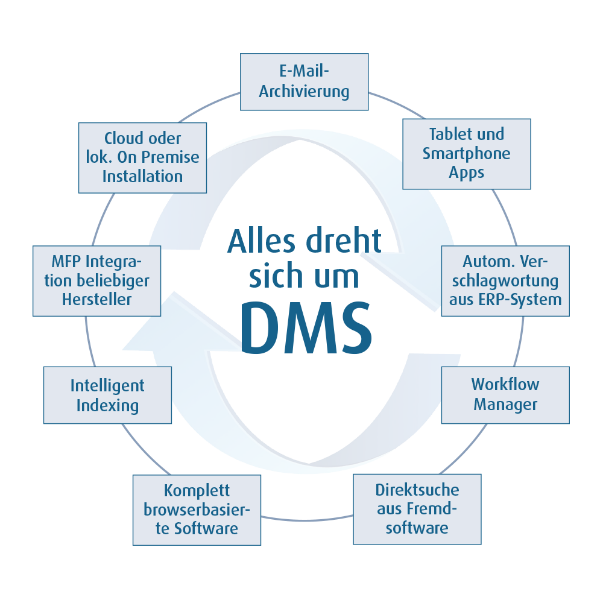 E-Mail-
Archivierung
Tablet und
Smartphone
Apps
Autom. Ver-
schlagwortung
aus ERP-System
Workflow
Manager
Direktsuche
aus Fremd-
software
Komplett
browserbasier-
te Software
Intelligent
Indexing
MFP Integra-
tion beliebiger
Hersteller
Cloud oder
lok. On Premise
Installation
Alles dreht
sich um
DMS